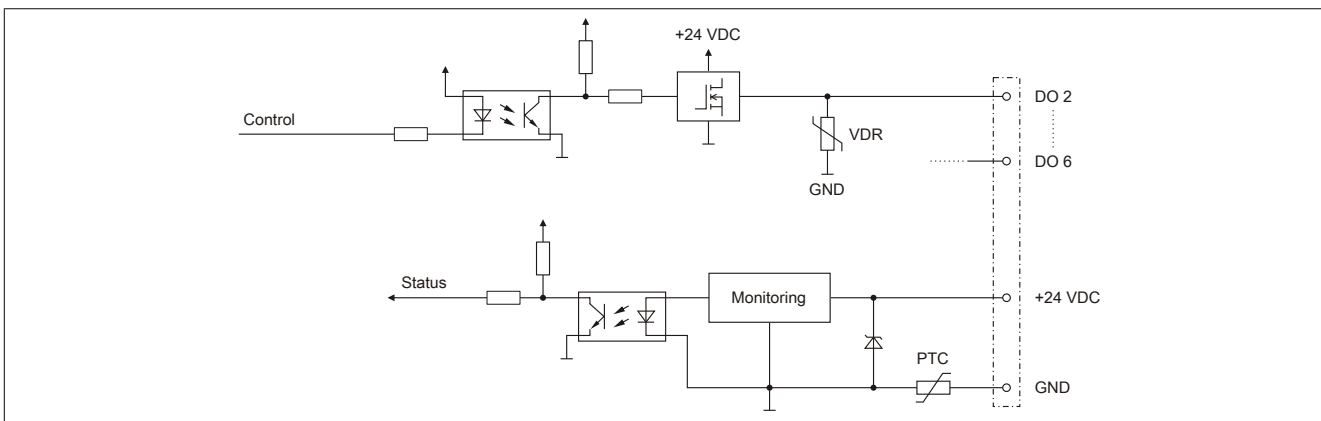 +24 VDC
Control
DO 2
VDR
DO 6
GND
Status
Monitoring
+24 VDC
PTC
GND